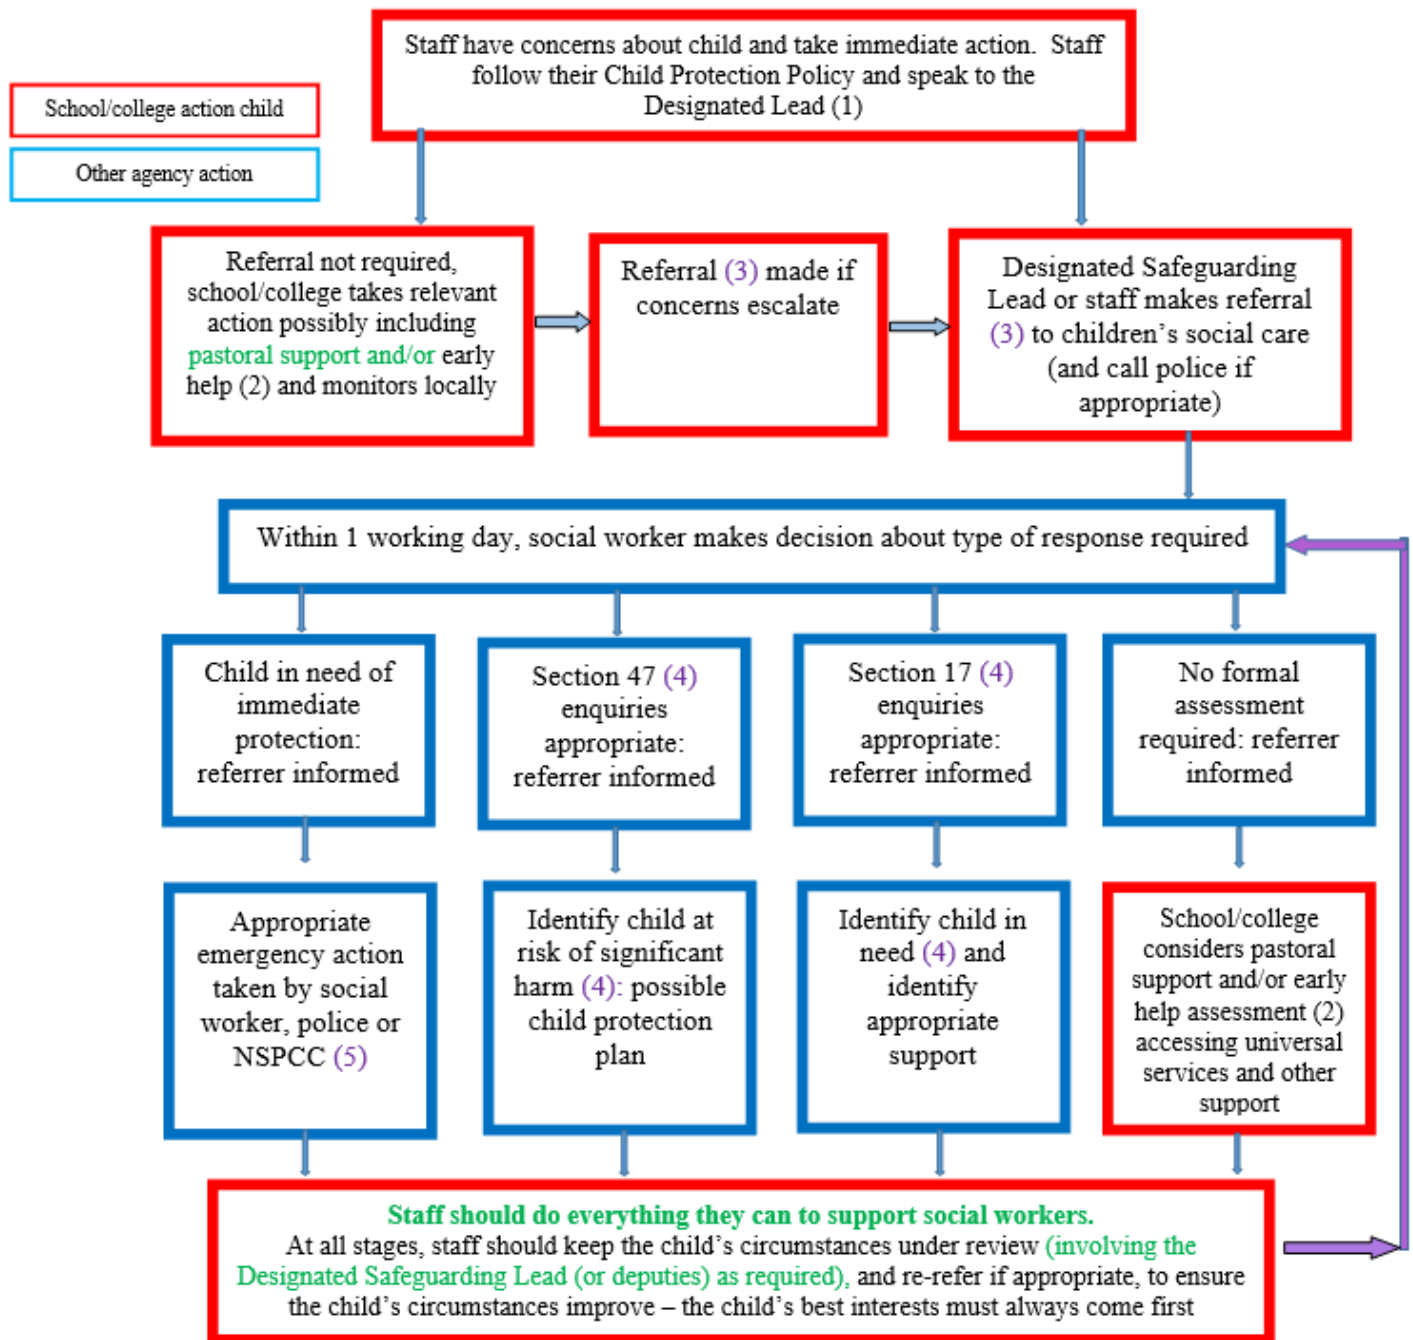 Staff have concerns about child and take immediate action.  Staff
follow their Child Protection Policy and speak to the
Designated Lead (1)
School/college action child
Other agency action
Referral not required,
school/college takes relevant
action possibly including
pastoral support and/or early
help (2) and monitors locally
Referral (3) made if
concerns escalate
Designated Safeguarding
Lead or staff makes referral
(3) to children’s social care
(and call police if
appropriate)
Within 1 working day, social worker makes decision about type of response required
Child in need of
immediate
protection:
referrer informed
Section 47 (4)
enquiries
appropriate:
referrer informed
Section 17 (4)
enquiries
appropriate:
referrer informed
No formal
assessment
required: referrer
informed
Appropriate
emergency action
taken by social
worker, police or
NSPCC (5)
Identify child at
risk of significant
harm (4): possible
child protection
plan
Identify child in
need (4) and
identify
appropriate
support
School/college
considers pastoral
support and/or early
help assessment (2)
accessing universal
services and other
support
Staff should do everything they can to support social workers.
At all stages, staff should keep the child’s circumstances under review (involving the
Designated Safeguarding Lead (or deputies) as required), and re-refer if appropriate, to ensure
the child’s circumstances improve – the child’s best interests must always come first